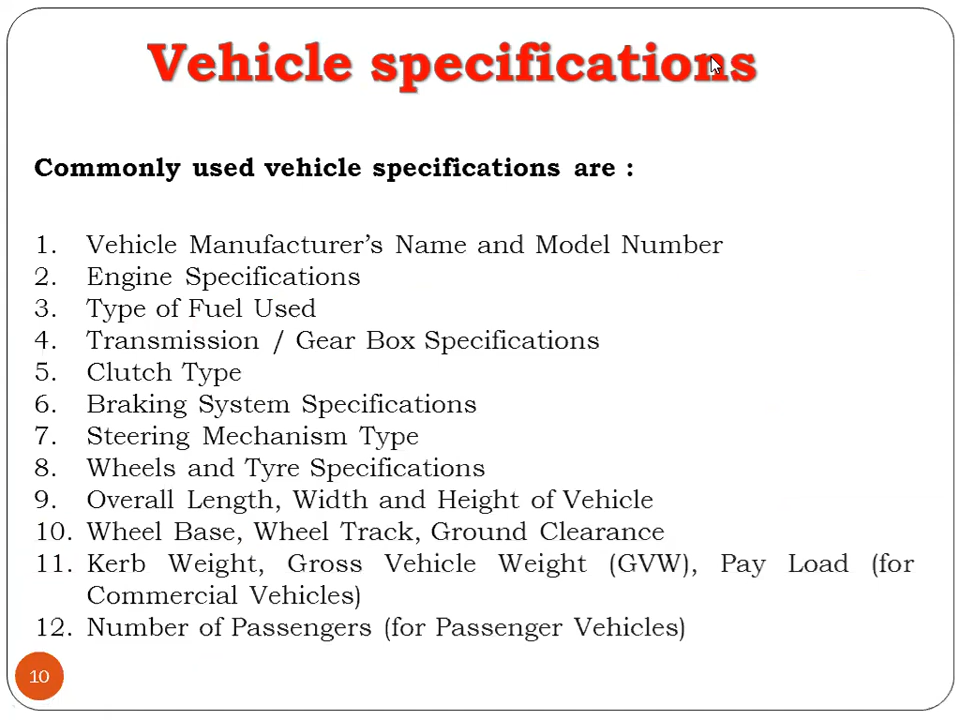 Vehicle specifications
Commonly used vehicle specifications are :
1. Vehicle Manufacturer’s Name and Model Number
2. Engine Specifications
3. Type of Fuel Used
4. Transmission / Gear Box Specifications
5. Clutch Type
6. Braking System Specifications
7. Steering Mechanism Type
8. Wheels and Tyre Specifications
9. Overall Length, Width and Height of Vehicle
10. Wheel Base, Wheel Track, Ground Clearance
11. Kerb Weight, Gross Vehicle Weight (GVW), Pay Load (for
Commercial Vehicles)
12. Number of Passengers (for Passenger Vehicles)
10